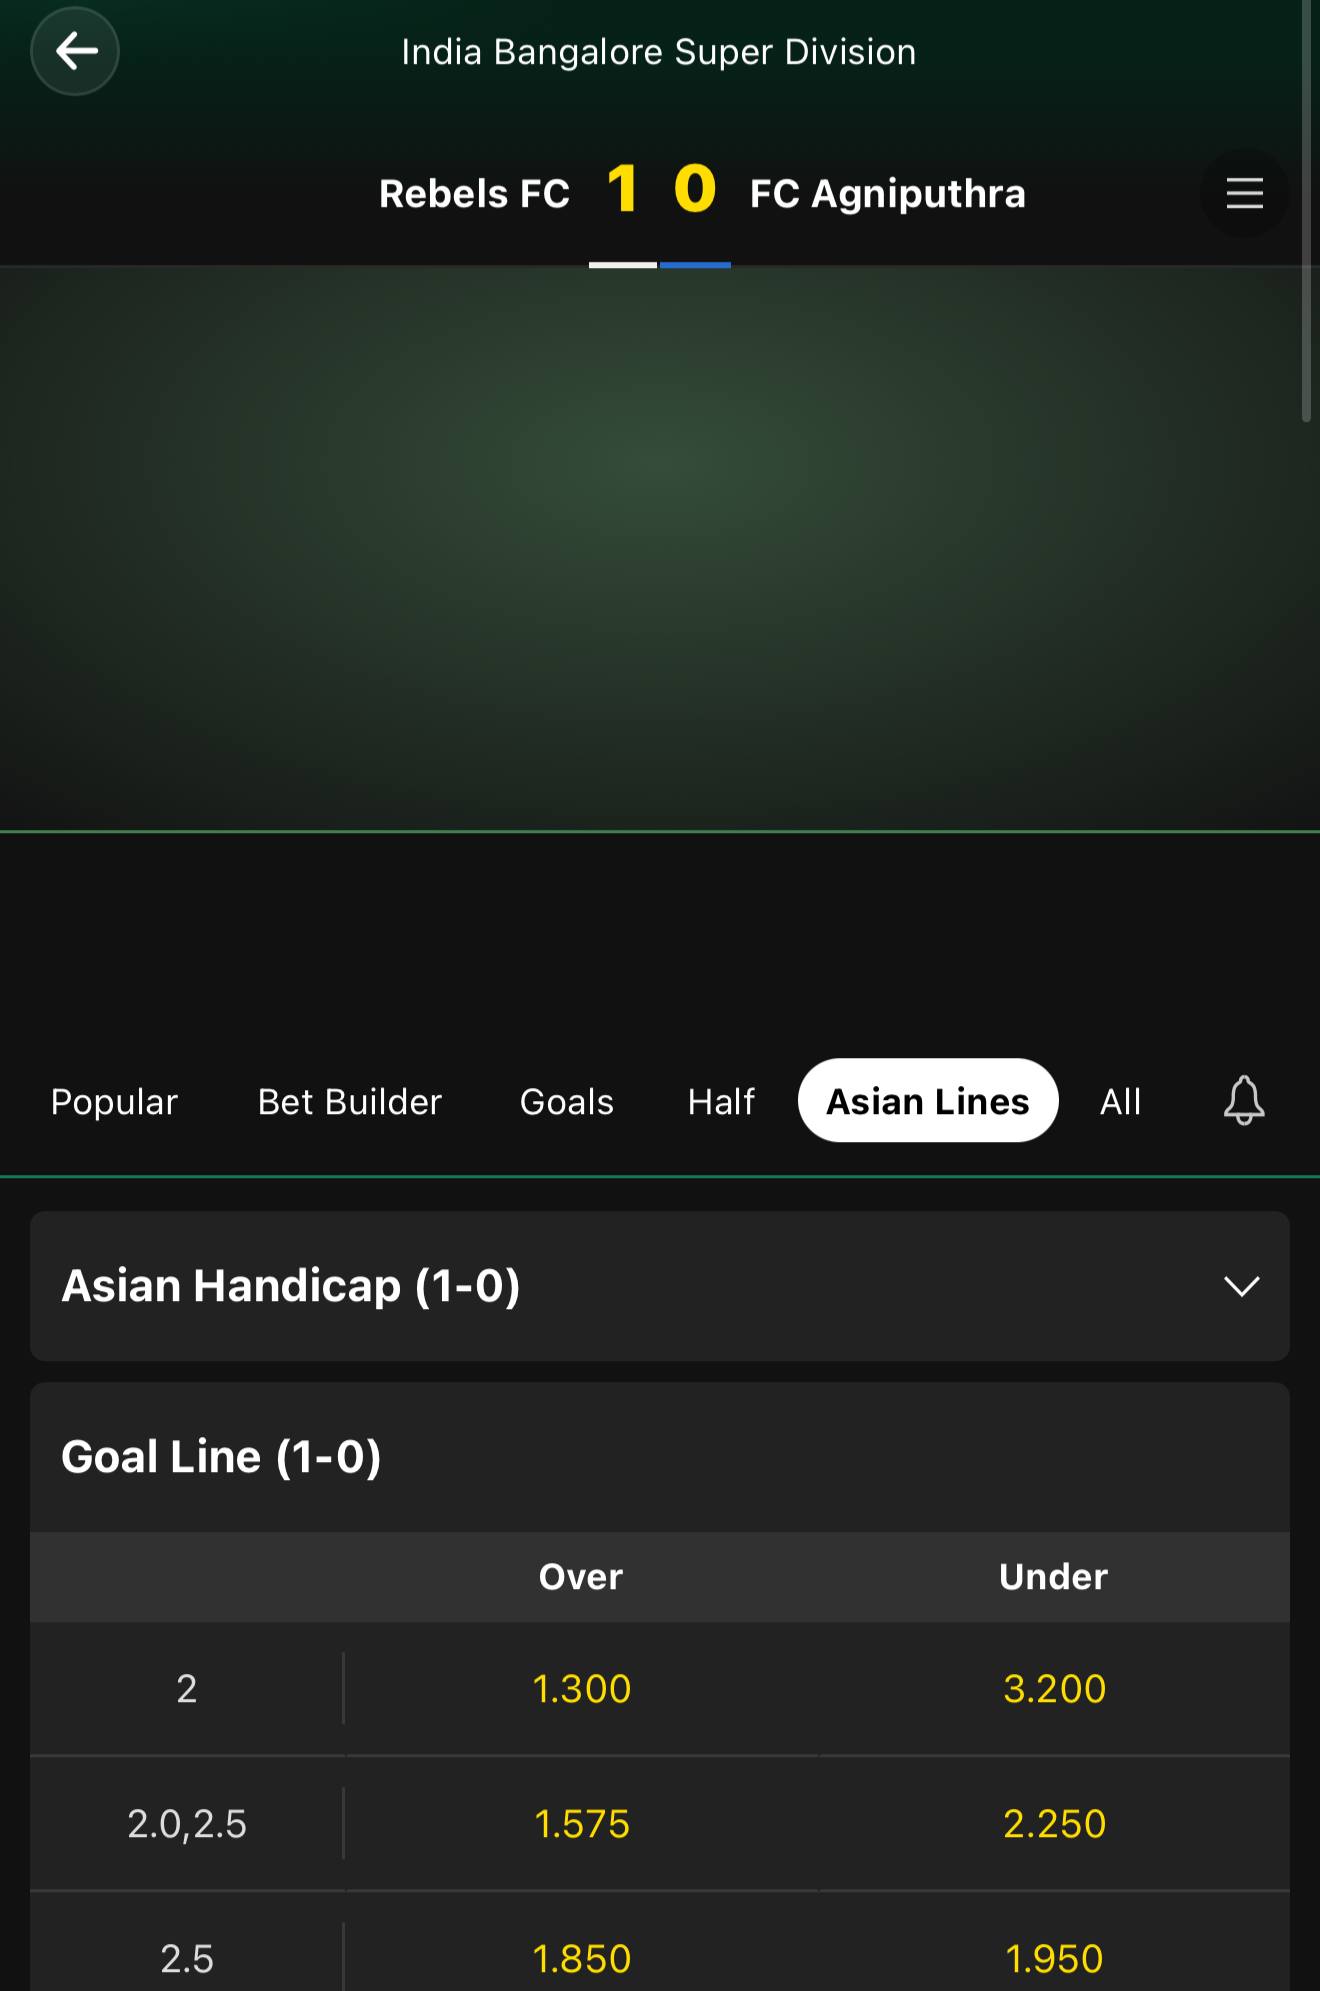 India Bangalore Super Division
Rebels FC 1 0 FC Agniputhra
Popular Bet Builder Goals Half Asian Lines All
Asian Handicap (1-0)
Goal Line (1-0)
Over Under
2 1.300 3.200
2.0,2.5 1.575 2.250
2.5 1.850 1.950